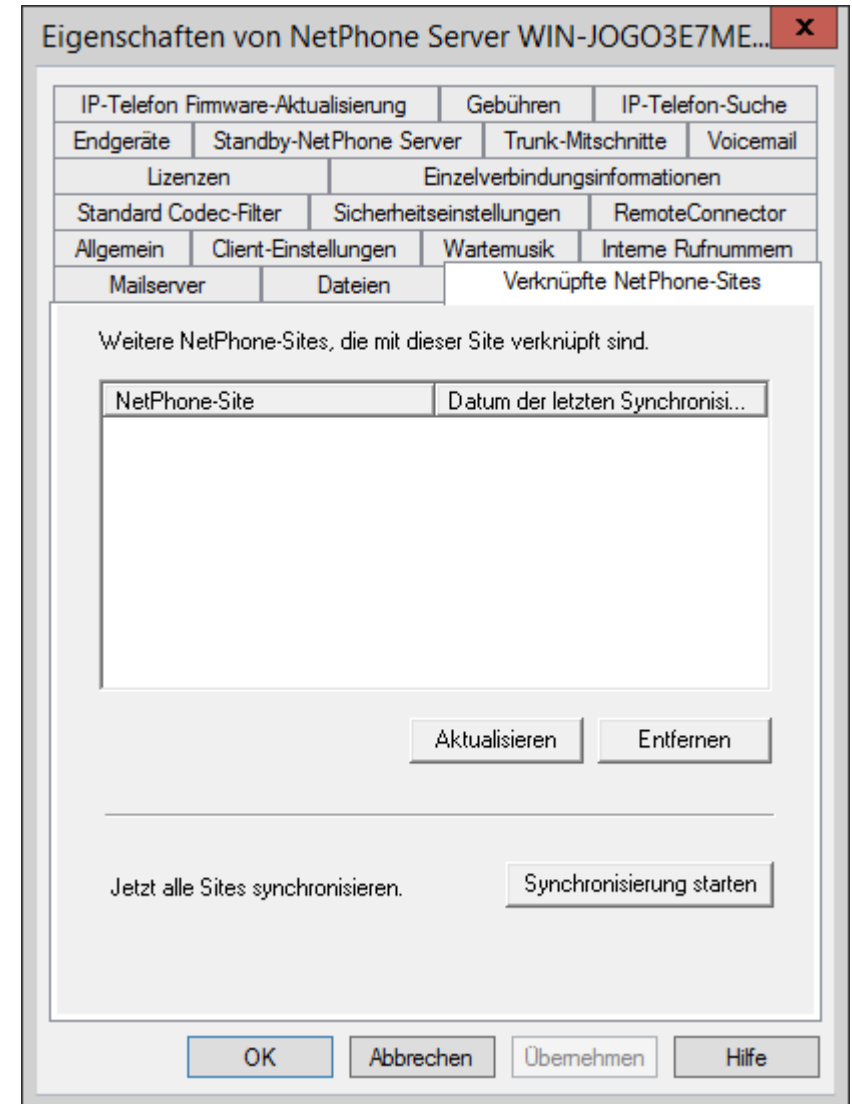 Eigenschaften von NetPhone Server WIN-JOGO3E7ME...
x
IP-Telefon Firmware-Aktualisierung Gebühren IP-Telefon-Suche
Endgeräte Standby-NetPhone Server Trunk-Mitschnitte Voicemail
Lizenzen Einzelverbindungsinformationen
Standard Codec-Filter Sicherheitseinstellungen RemoteConnector
Allgemein Client-Einstellungen Wartemusik Interne Rufnummern
Mailserver Dateien Verknüpfte NetPhone-Sites
Weitere NetPhone-Sites, die mit dieser Site verknüpft sind.
NetPhone-Site Datum der letzten Synchronisi...
Aktualisieren Entfernen
Jetzt alle Sites synchronisieren. Synchronisierung starten
OK Abbrechen Übernehmen Hilfe